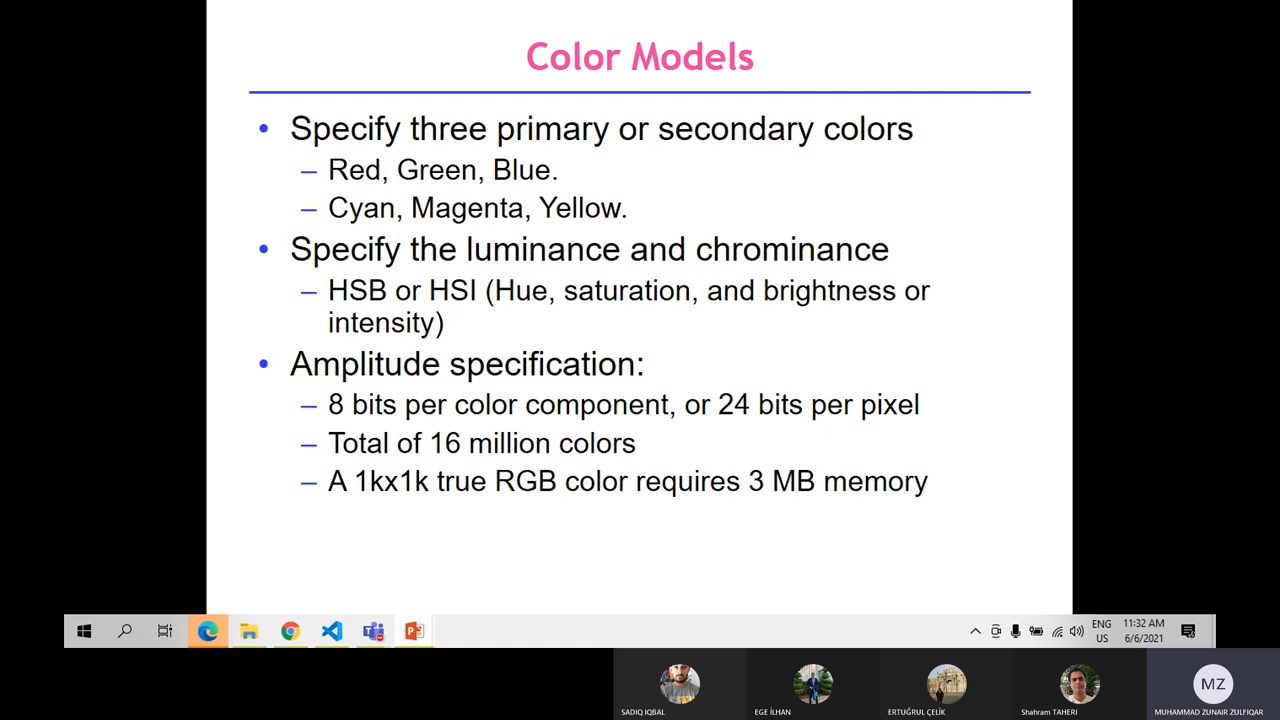 Color Models
• Specify three primary or secondary colors
– Red, Green, Blue.
– Cyan, Magenta, Yellow.
• Specify the luminance and chrominance
– HSB or HSI (Hue, saturation, and brightness or
intensity)
• Amplitude specification:
– 8 bits per color component, or 24 bits per pixel
– Total of 16 million colors
– A 1kx1k true RGB color requires 3 MB memory
ENG
US
11:32 AM
6/6/2021
MZ
SADIQ IQBAL
EGE İLHAN
ERTUĞRUL ÇELİK
Shahram TAHERI
MUHAMMAD ZUNAIR ZULFIQAR